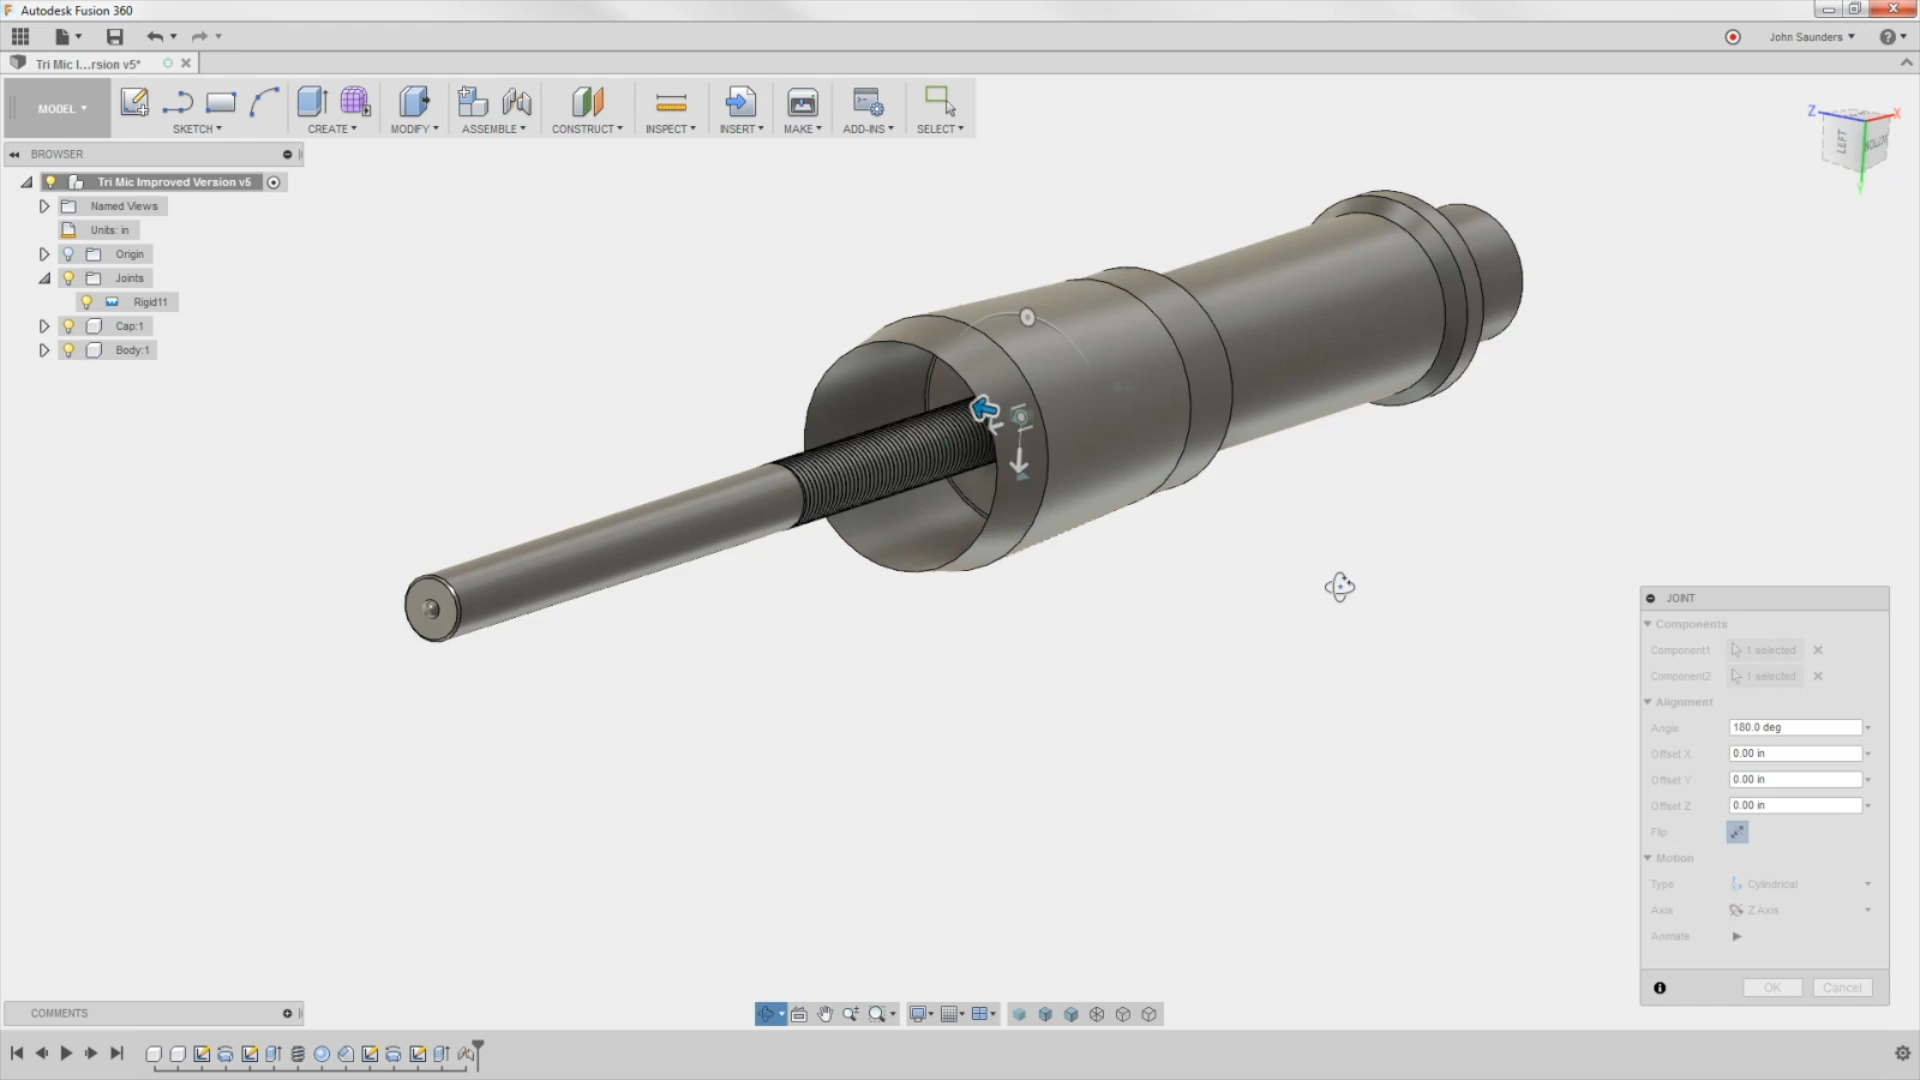 Autodesk Fusion 360
John Saunders
Tri Mic I...rsion v5*
MODEL
SKETCH
CREATE
MODIFY
ASSEMBLE
CONSTRUCT
INSPECT
INSERT
MAKE
ADD-INS
SELECT
BROWSER
Tri Mic Improved Version v5
Named Views
Units: in
Origin
Joints
Rigid11
Cap:1
Body:1
Z
X
Y
LEFT
JOINT
Components
Component1
1 selected
Component2
1 selected
Alignment
Angle
180.0 deg
Offset X
0.00 in
Offset Y
0.00 in
Offset Z
0.00 in
Flip
Motion
Type
Cylindrical
Axis
Z Axis
Animate
OK
Cancel
COMMENTS